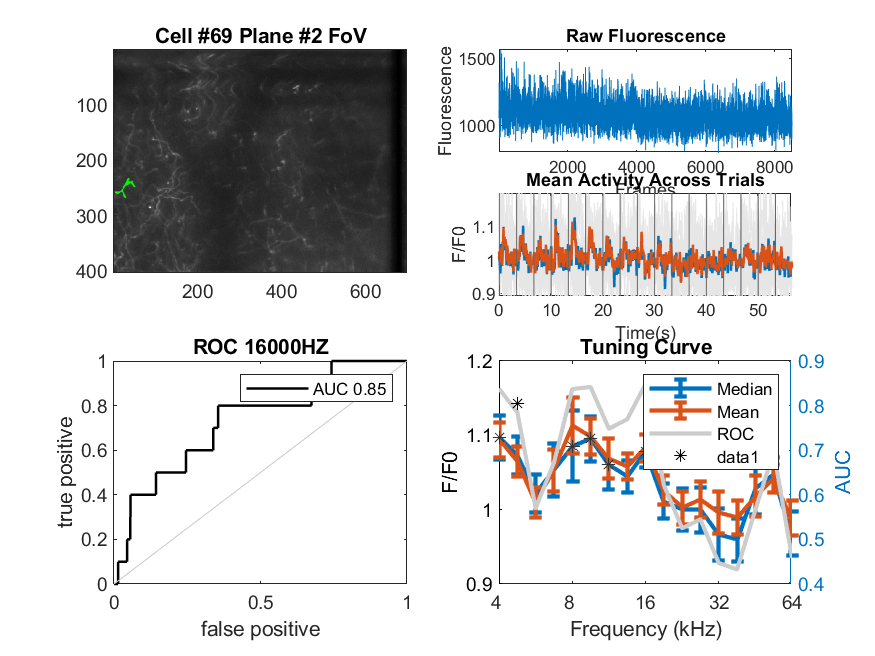 Cell #69 Plane #2 FoV
100
200
300
400
200
400
600
Raw Fluorescence
Fluorescence
1500
1000
2000
4000
6000
8000
Frames
Mean Activity Across Trials
F/F0
1.1
1
0.9
0
10
20
30
40
50
Time(s)
ROC 16000HZ
true positive
1
0.8
0.6
0.4
0.2
0
AUC 0.85
0
0.5
1
false positive
Tuning Curve
F/F0
1.2
1.1
1
0.9
Median
Mean
ROC
data1
0.9
0.8
0.7
0.6
0.5
0.4
AUC
4
8
16
32
64
Frequency (kHz)